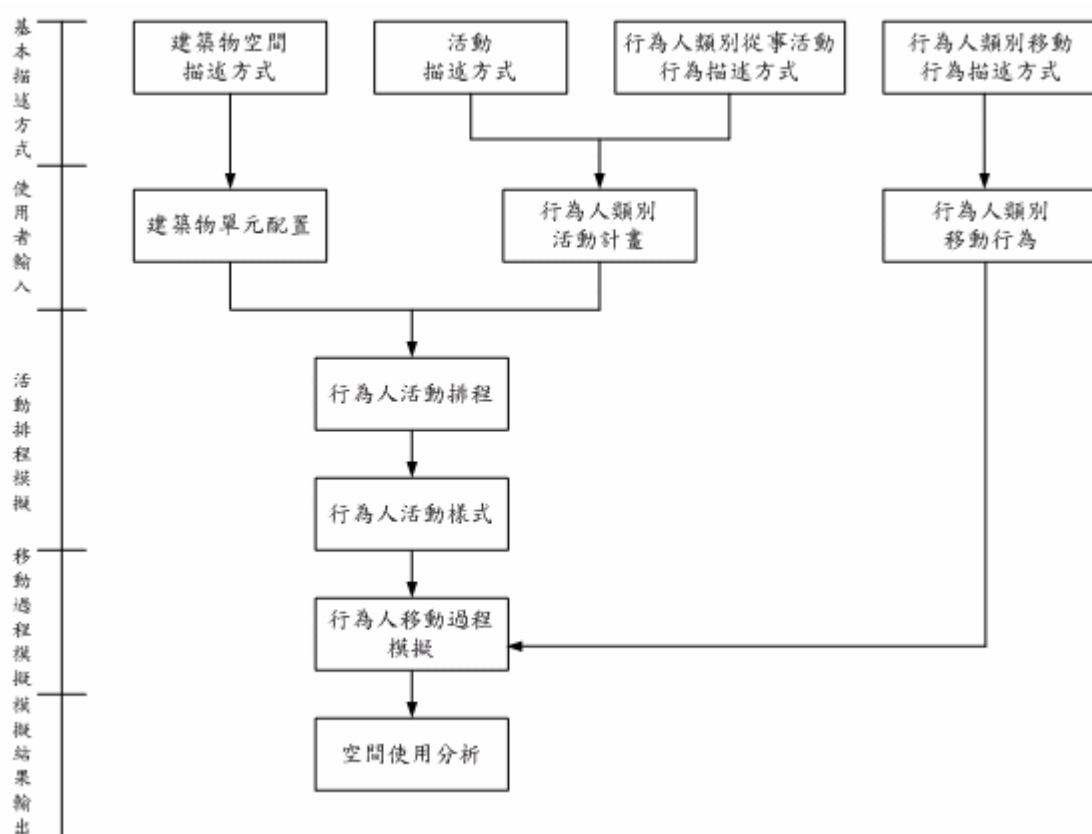 基本描述方式
建築物空間
描述方式
活動
描述方式
行為人類別從事活動
行為描述方式
行為人類別移動
行為描述方式
使用者輸入
建築物單元配置
行為人類別
活動計畫
行為人類別
移動行為
活動排程模擬
行為人活動排程
行為人活動樣式
移動過程模擬
行為人移動過程
模擬
模擬結果輸出
空間使用分析